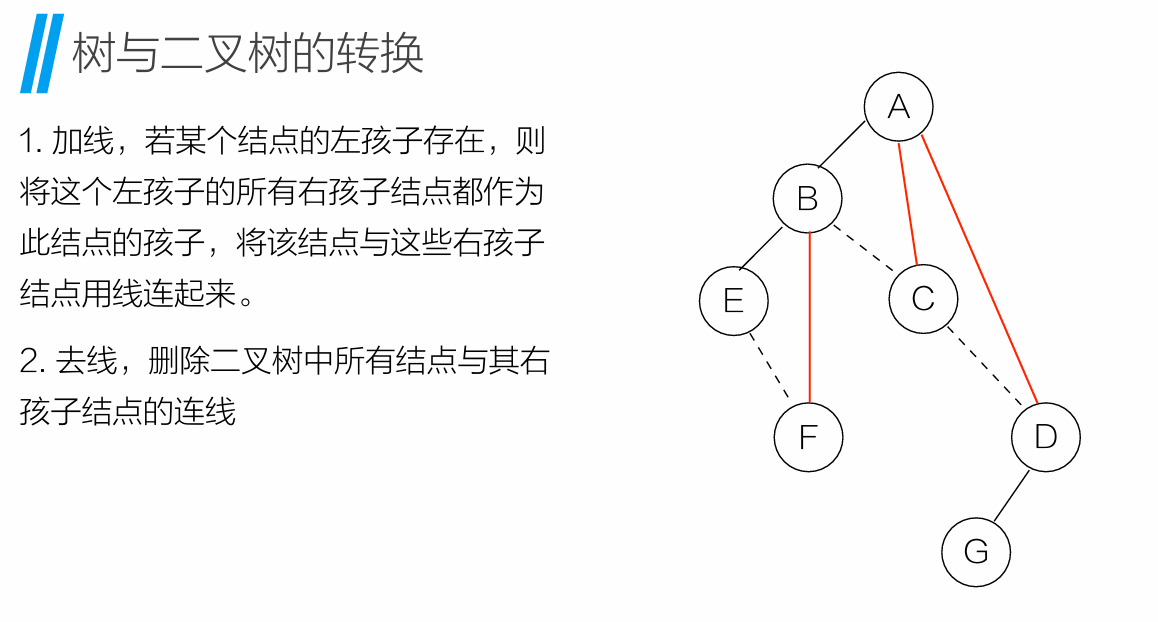 树与二叉树的转换
1. 加线，若某个结点的左孩子存在，则
将这个左孩子的所有右孩子结点都作为
此结点的孩子，将该结点与这些右孩子
结点用线连起来。
2. 去线，删除二叉树中所有结点与其右
孩子结点的连线
A
B
E
C
F
D
G